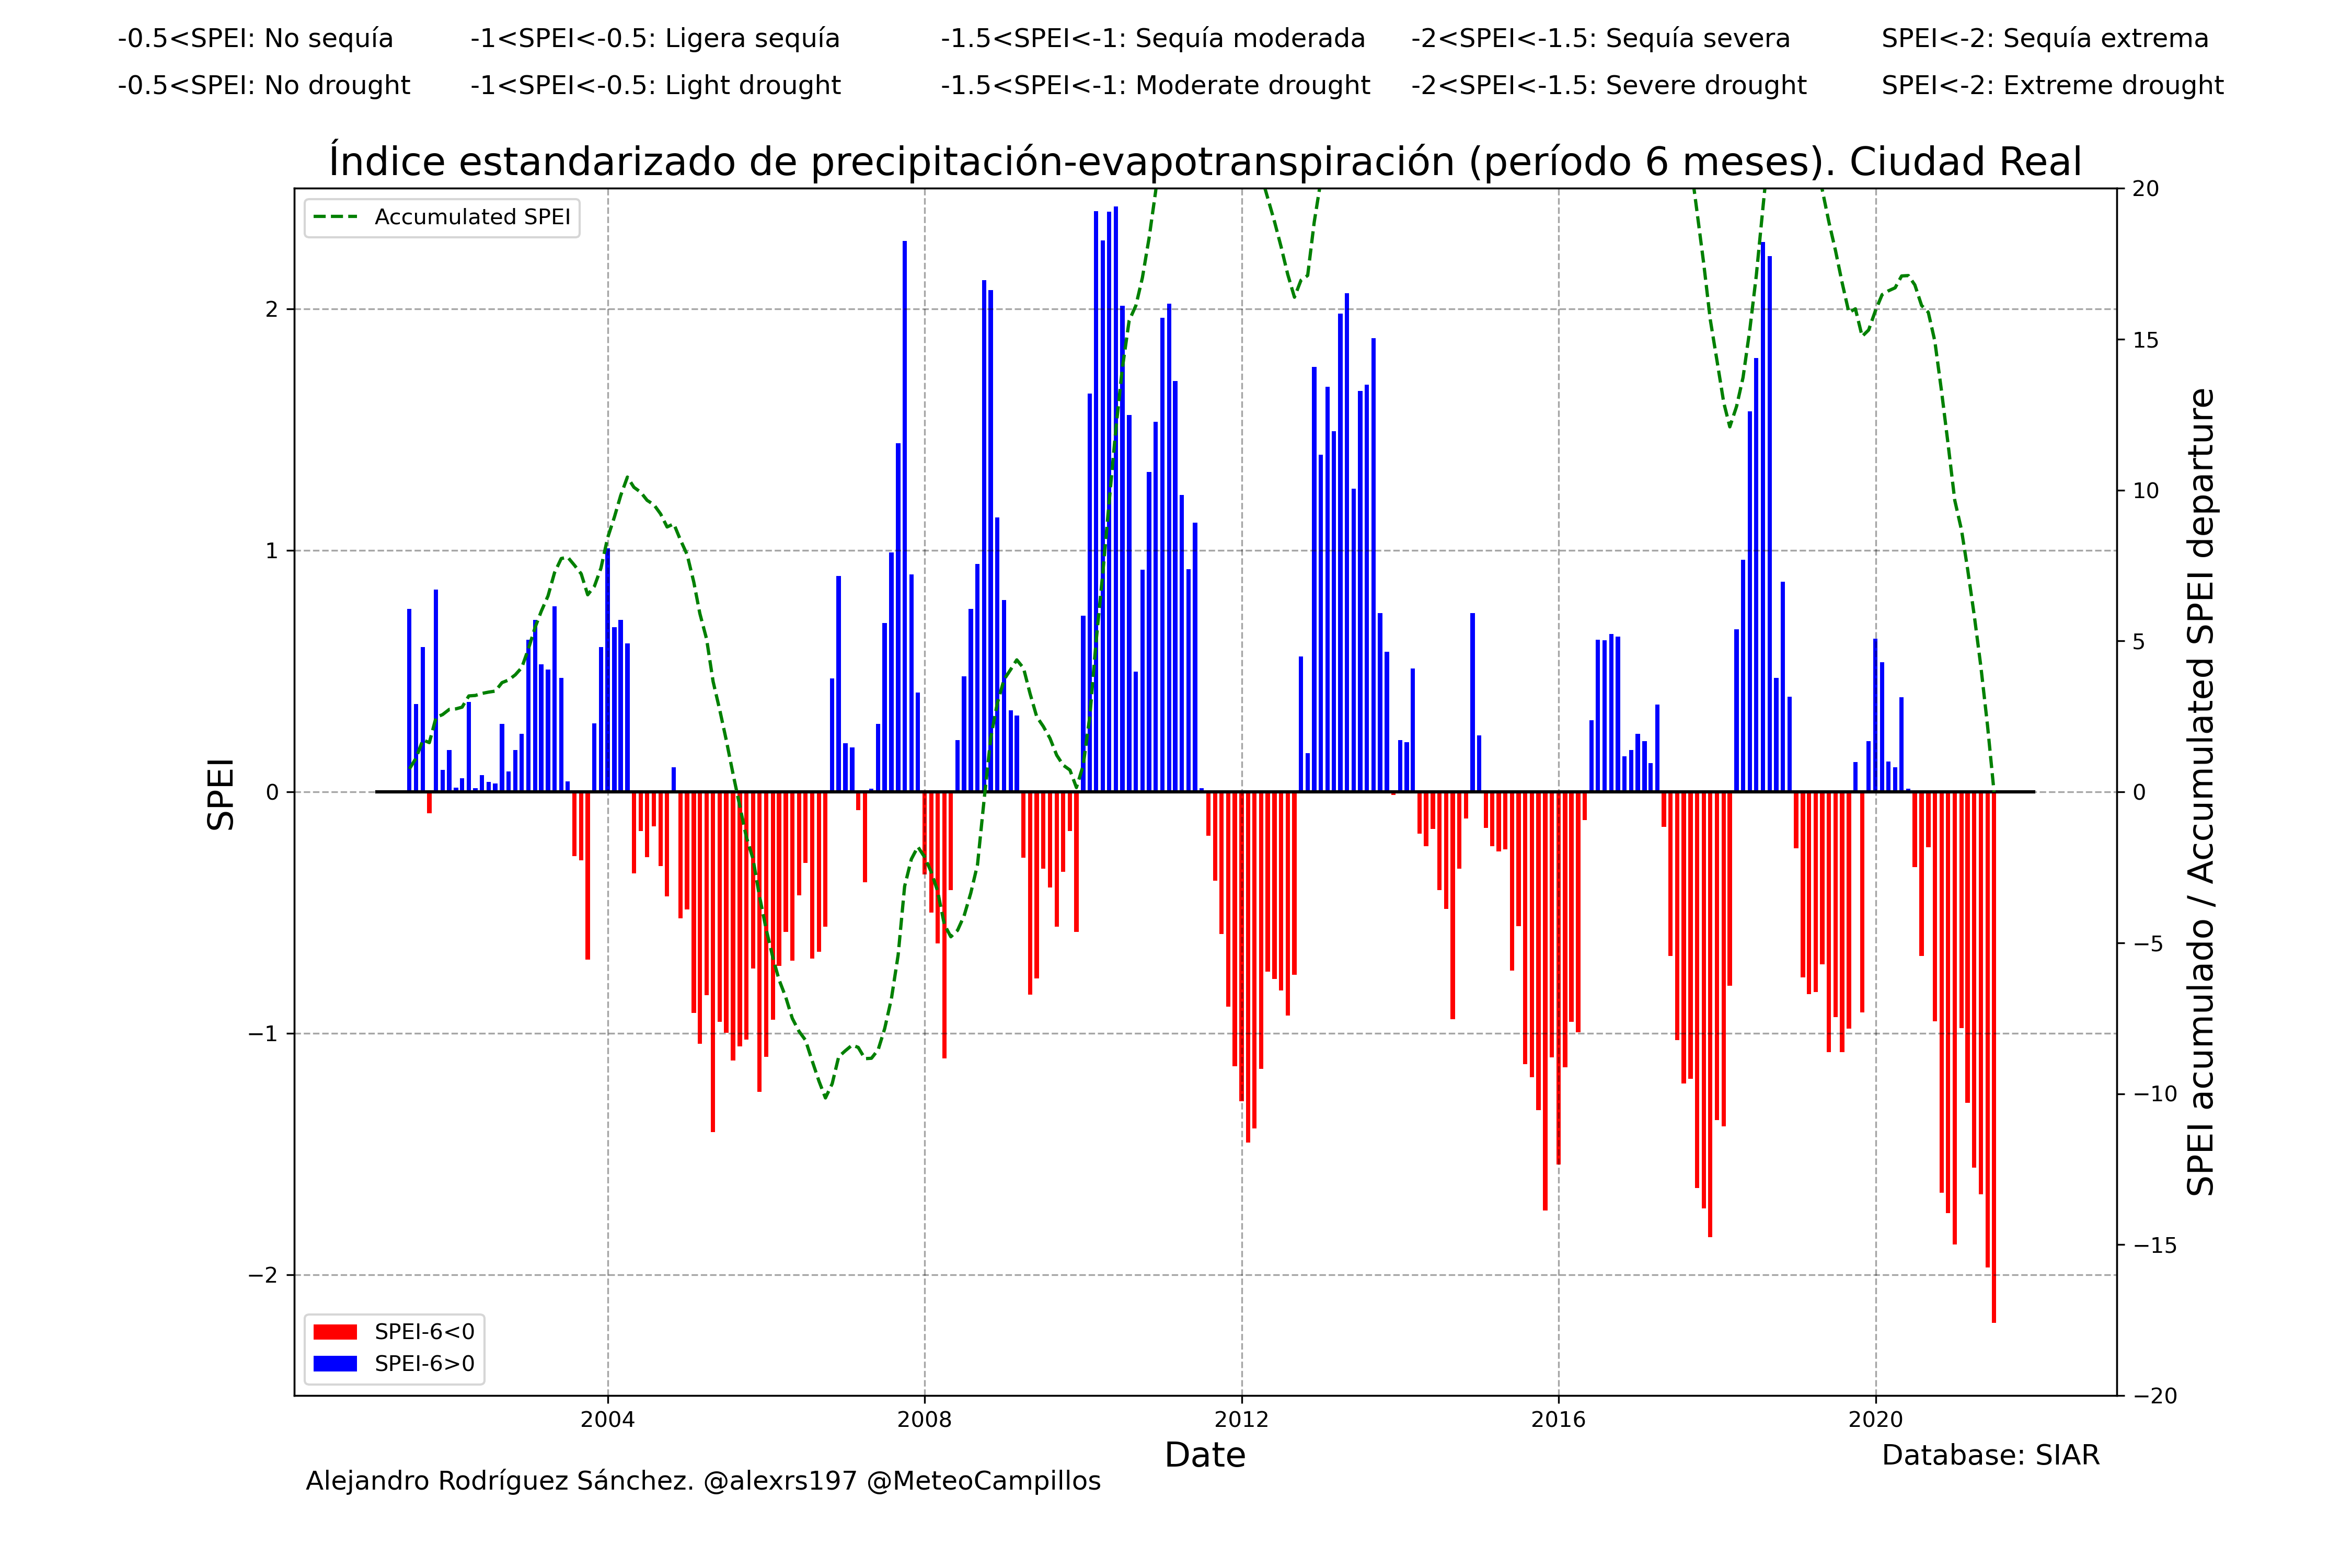 -0.5<SPEI: No sequía -1<SPEI<-0.5: Ligera sequía -1.5<SPEI<-1: Sequía moderada -2<SPEI<-1.5: Sequía severa SPEI<-2: Sequía extrema
-0.5<SPEI: No drought -1<SPEI<-0.5: Light drought -1.5<SPEI<-1: Moderate drought -2<SPEI<-1.5: Severe drought SPEI<-2: Extreme drought
Índice estandarizado de precipitación-evapotranspiración (período 6 meses). Ciudad Real
Accumulated SPEI
SPEI
2
1
0
−1
−2
20
15
10
5
0
−5
−10
−15
−20
SPEI acumulado / Accumulated SPEI departure
SPEI-6<0
SPEI-6>0
2004 2008 2012 2016 2020
Date
Database: SIAR
Alejandro Rodríguez Sánchez. @alexrs197 @MeteoCampillos